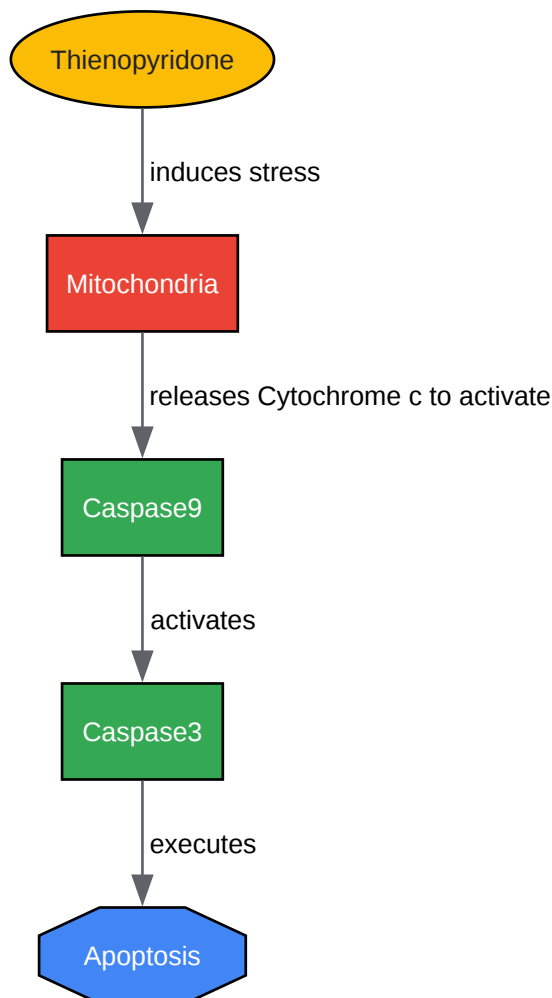 Thienopyridone
induces stress
Mitochondria
releases Cytochrome c to activate
Caspase9
activates
Caspase3
executes
Apoptosis